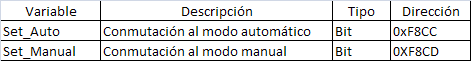 Variable Descripción Tipo Dirección
Set_Auto Conmutación al modo automático Bit 0xF8CC
Set_Manual Conmutación al modo manual Bit 0XF8CD